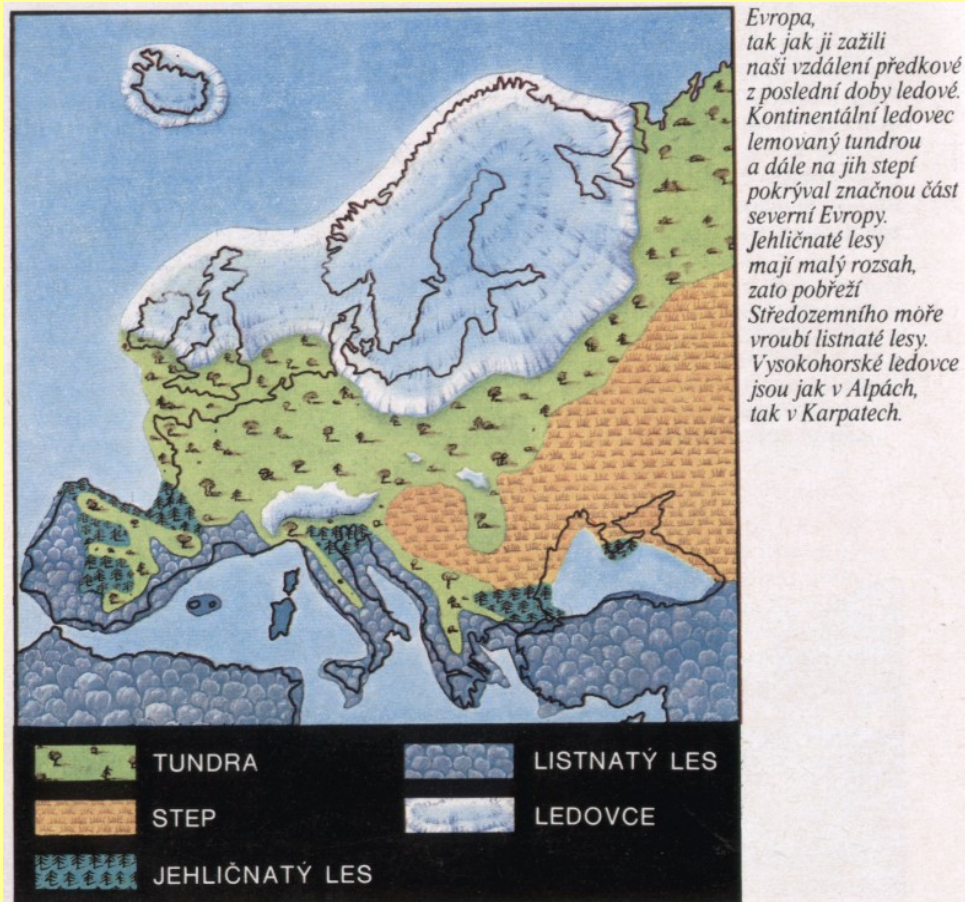 Evropa,
tak jak ji zažili
naši vzdálení předkové
z poslední doby ledové.
Kontinentální ledovec
lemovaný tundrou
a dále na jih stepí
pokrýval značnou část
severní Evropy.
Jehličnaté lesy
mají malý rozsah,
zato pobřeží
Středozemního moře
vroubí listnaté lesy.
Vysokohorské ledovce
jsou jak v Alpách,
tak v Karpatech.
TUNDRA
STEP
JEHLIČNATÝ LES
LISTNATÝ LES
LEDOVCE